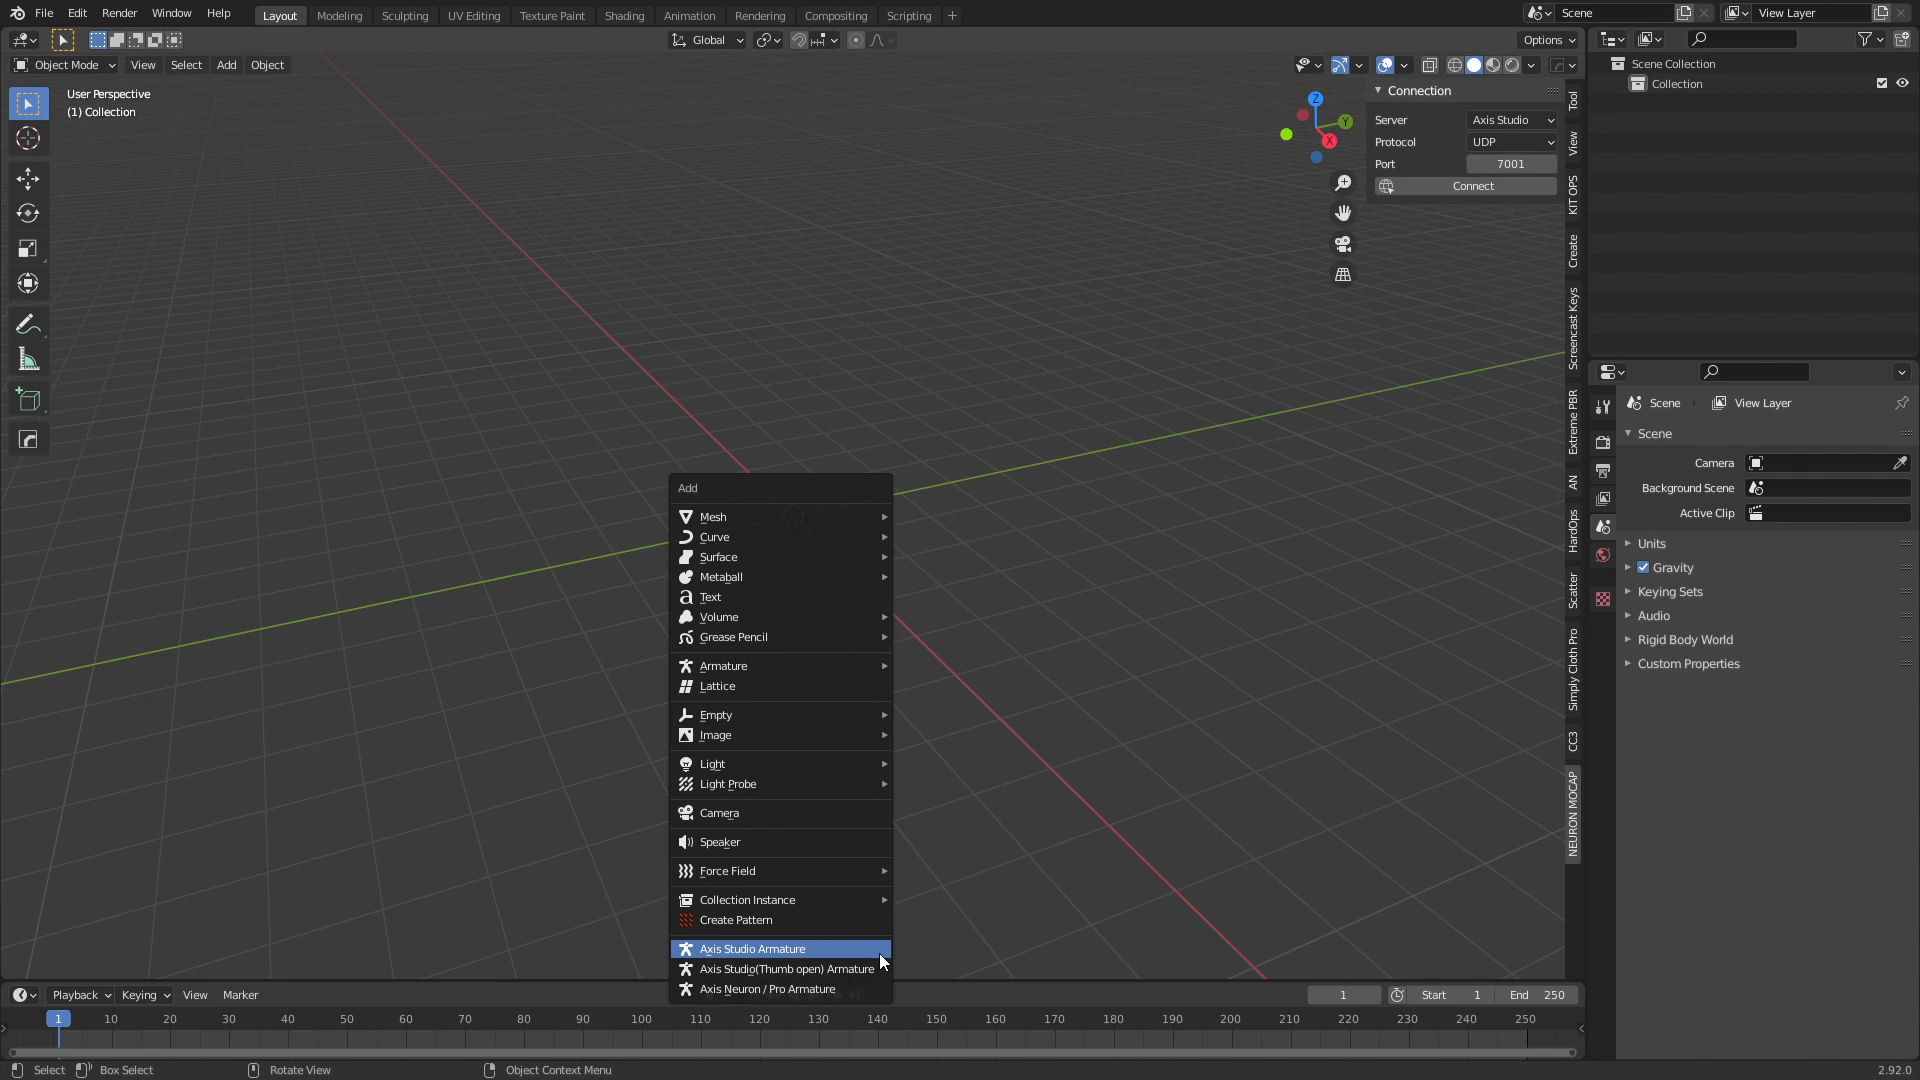 File Edit Render Window Help Layout Modeling Sculpting UV Editing Texture Paint Shading Animation Rendering Compositing Scripting + Scene View Layer
Global Options
Object Mode View Select Add Object
User Perspective
(1) Collection
Z
Y
X
Connection
Server Axis Studio
Protocol UDP
Port 7001
Connect
Tool
View
KIT OPS
Create
Screencast Keys
Extreme PBR
AN
HardOps
Scatter
Simply Cloth Pro
CC3
NEURON MOCAP
Scene Collection
Collection
Scene View Layer
Scene
Camera
Background Scene
Active Clip
Units
Gravity
Keying Sets
Audio
Rigid Body World
Custom Properties
Add
Mesh
Curve
Surface
Metaball
Text
Volume
Grease Pencil
Armature
Lattice
Empty
Image
Light
Light Probe
Camera
Speaker
Force Field
Collection Instance
Create Pattern
Axis Studio Armature
Axis Studio(Thumb open) Armature
Axis Neuron / Pro Armature
Playback Keying View Marker 1 Start 1 End 250
1 10 20 30 40 50 60 70 80 90 100 110 120 130 140 150 160 170 180 190 200 210 220 230 240 250
Select Box Select Rotate View Object Context Menu 2.92.0